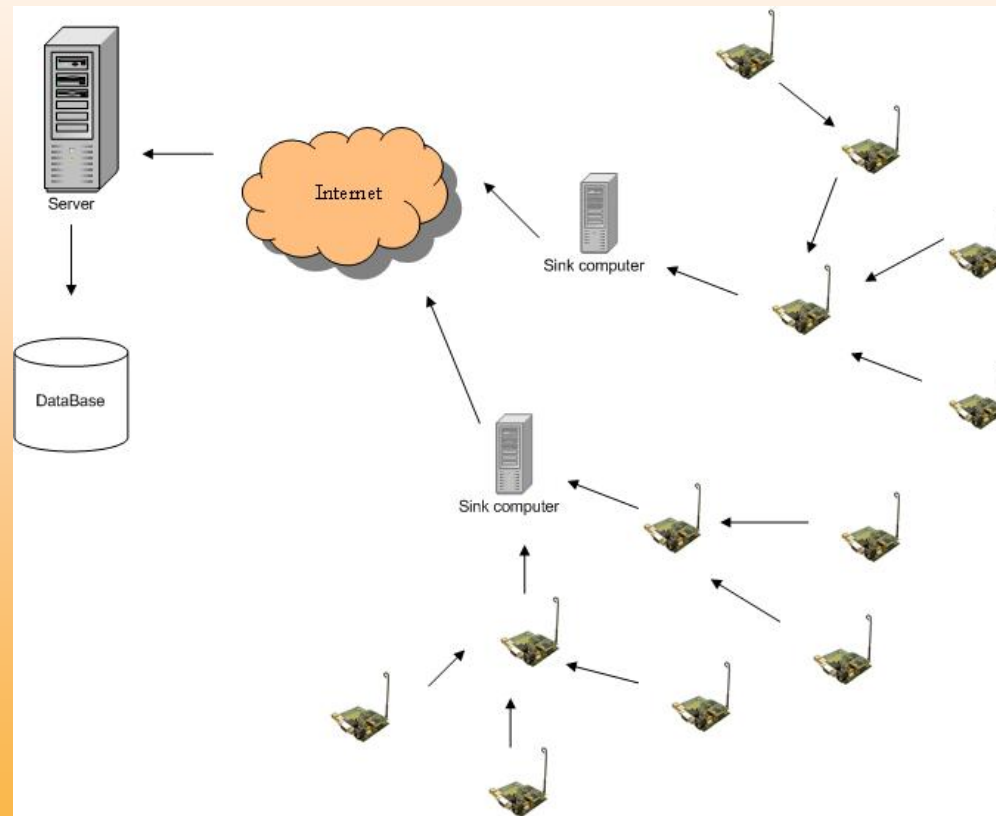 Server
Internet
Sink computer
DataBase
Sink computer